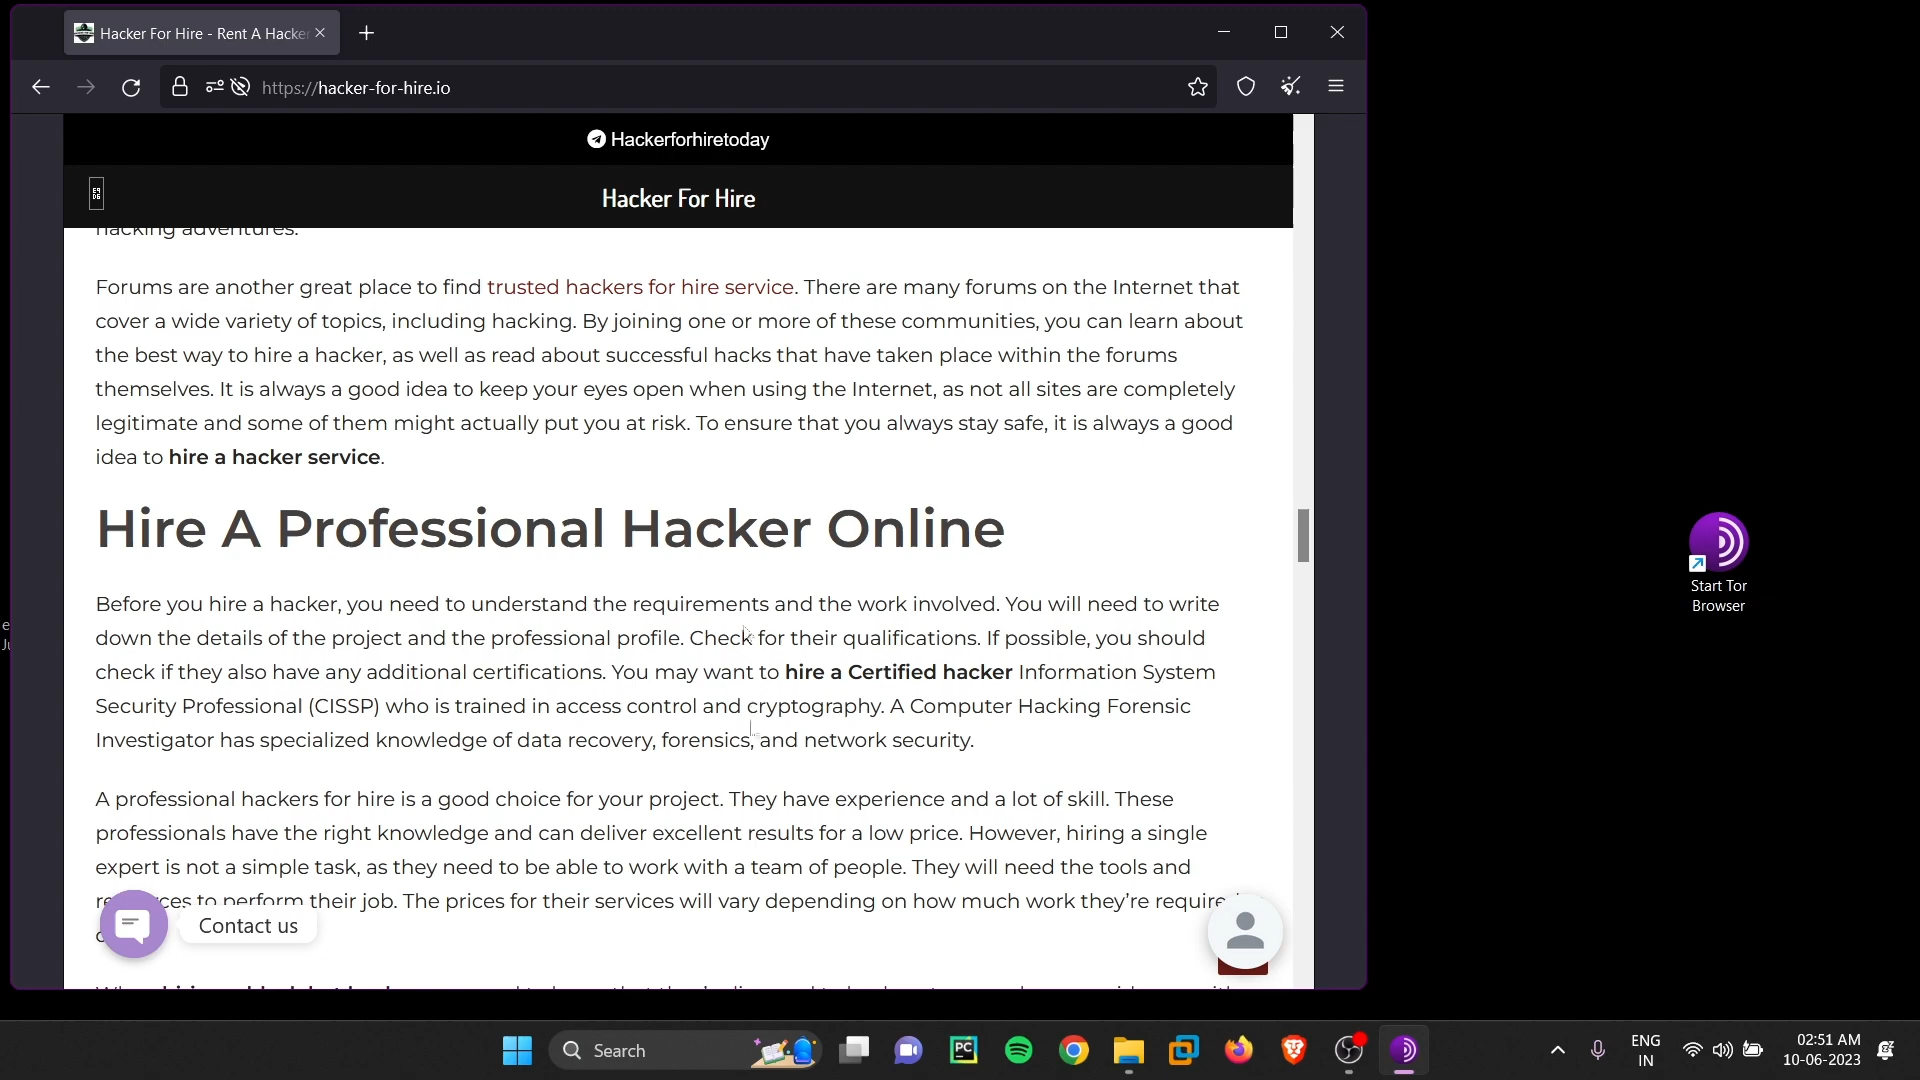 Hacker For Hire - Rent A Hacker
https://hacker-for-hire.io
Hackerforhiretoday
Hacker For Hire
hacking adventures.
Forums are another great place to find trusted hackers for hire service. There are many forums on the Internet that
cover a wide variety of topics, including hacking. By joining one or more of these communities, you can learn about
the best way to hire a hacker, as well as read about successful hacks that have taken place within the forums
themselves. It is always a good idea to keep your eyes open when using the Internet, as not all sites are completely
legitimate and some of them might actually put you at risk. To ensure that you always stay safe, it is always a good
idea to hire a hacker service.
Hire A Professional Hacker Online
Before you hire a hacker, you need to understand the requirements and the work involved. You will need to write
down the details of the project and the professional profile. Check for their qualifications. If possible, you should
check if they also have any additional certifications. You may want to hire a Certified hacker Information System
Security Professional (CISSP) who is trained in access control and cryptography. A Computer Hacking Forensic
Investigator has specialized knowledge of data recovery, forensics, and network security.
A professional hackers for hire is a good choice for your project. They have experience and a lot of skill. These
professionals have the right knowledge and can deliver excellent results for a low price. However, hiring a single
expert is not a simple task, as they need to be able to work with a team of people. They will need the tools and
to perform their job. The prices for their services will vary depending on how much work they're require
Contact us
Start Tor
Browser
Search
PC
ENG
IN
02:51 AM
10-06-2023